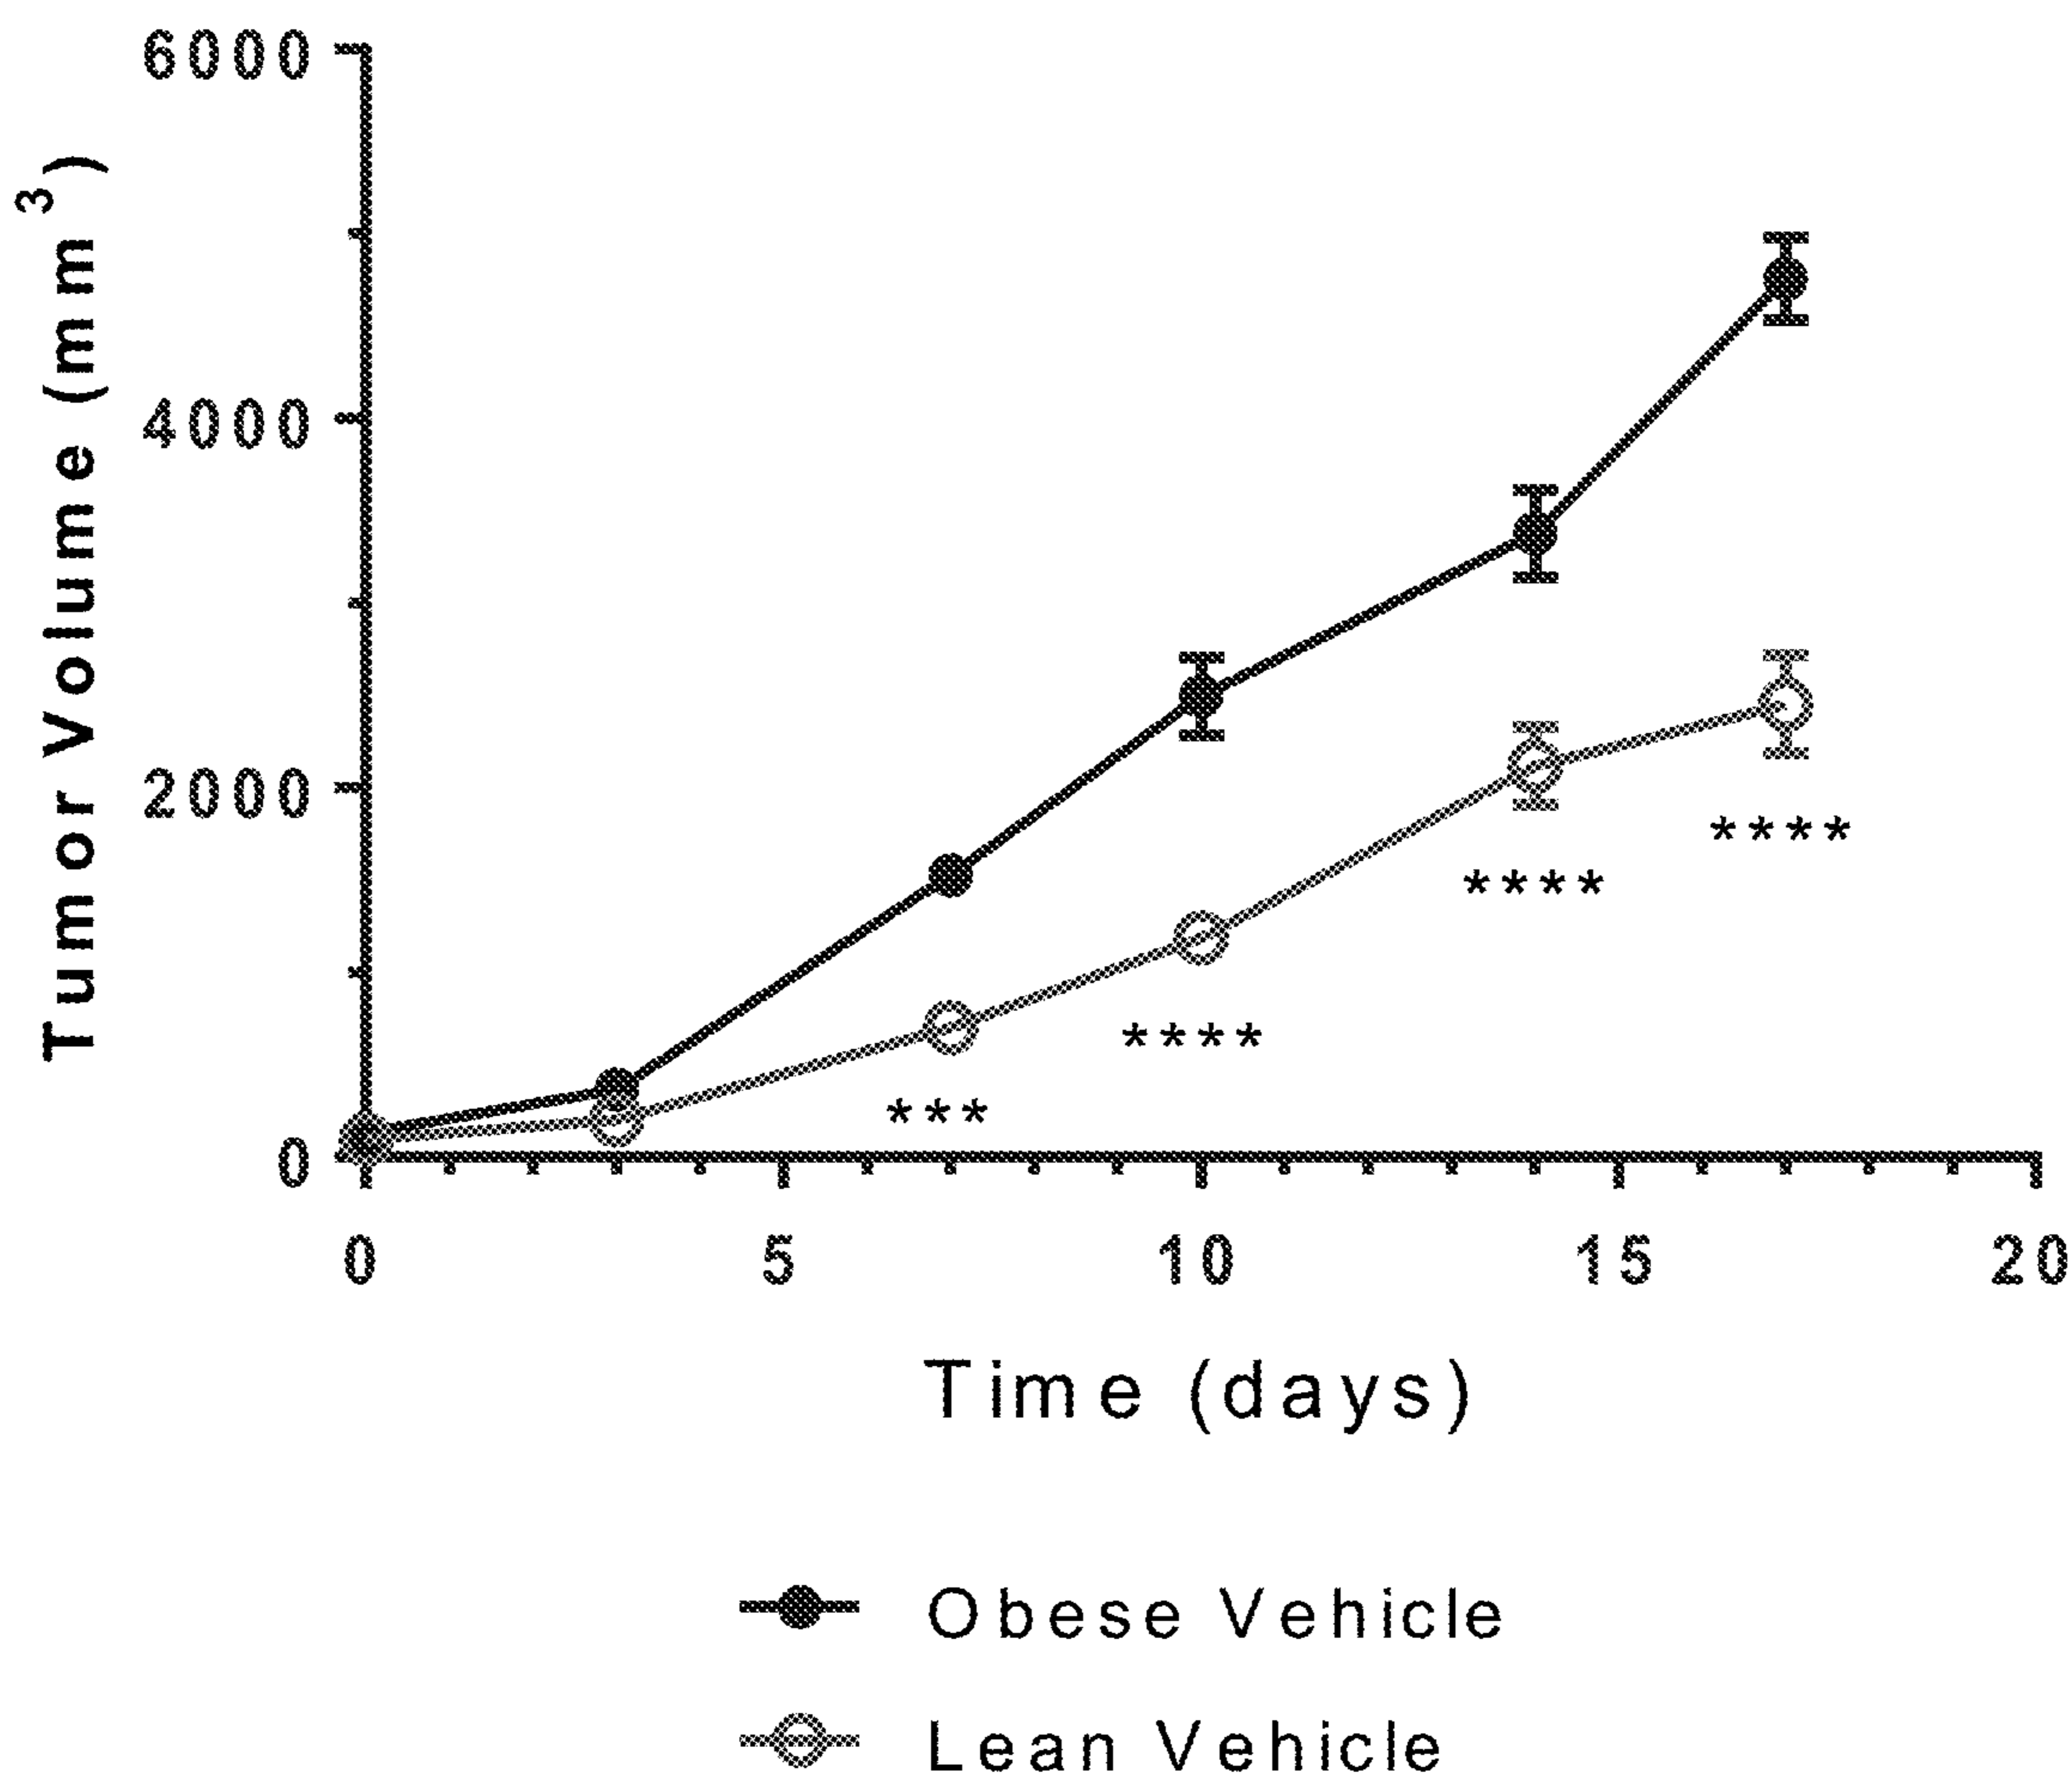 Tumor Volume (mm³)
6000
4000
2000
0
0 5 10 15 20
***
****
****
****
Time (days)
Obese Vehicle
Lean Vehicle